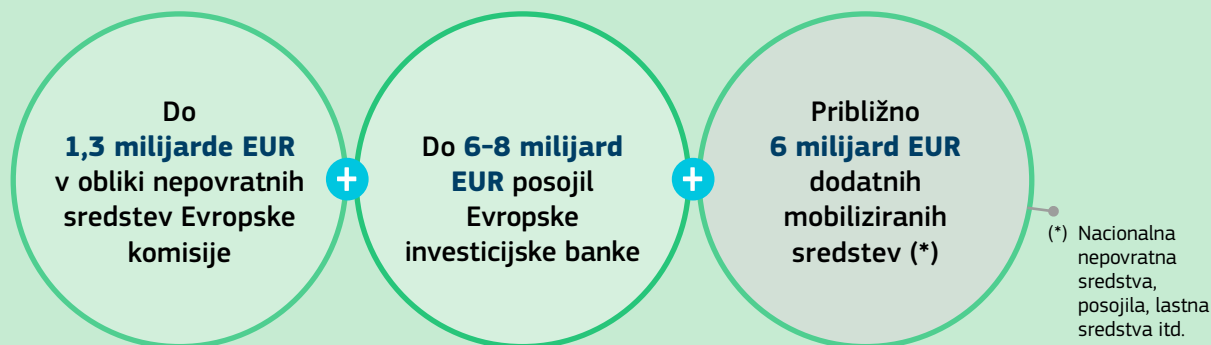 Do
1,3 milijarde EUR
v obliki nepovratnih
sredstev Evropske
komisije
+
Do 6-8 milijard
EUR posojil
Evropske
investicijske banke
+
Približno
6 milijard EUR
dodatnih
mobiliziranih
sredstev (*)
(*) Nacionalna
nepovratna
sredstva,
posojila, lastna
sredstva itd.